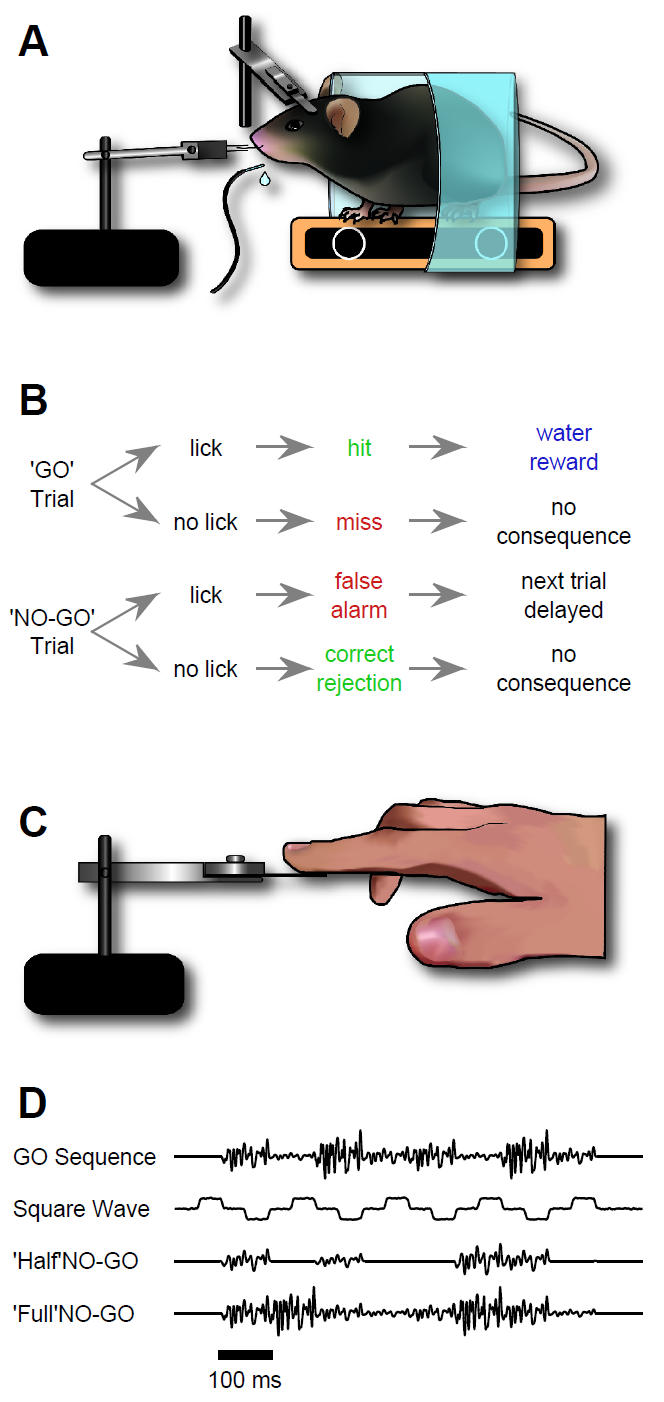 A
B
'GO'
Trial
lick
hit
water
reward
no lick
miss
no
consequence
'NO-GO'
Trial
lick
false
alarm
next trial
delayed
no lick
correct
rejection
no
consequence
C
D
GO Sequence
Square Wave
'Half'NO-GO
'Full'NO-GO
100 ms